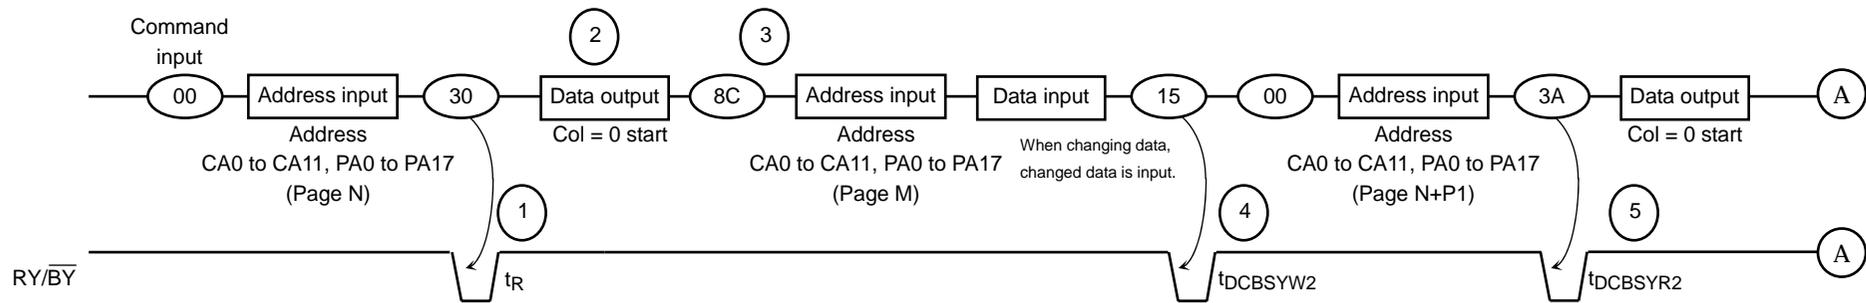 Command
input
2
3
00
Address input
30
Data output
8C
Address input
Data input
15
00
Address input
3A
Data output
A
Address
CA0 to CA11, PA0 to PA17
(Page N)
Col = 0 start
Address
CA0 to CA11, PA0 to PA17
(Page M)
When changing data,
changed data is input.
Address
CA0 to CA11, PA0 to PA17
(Page N+P1)
Col = 0 start
1
4
5
RY/BY
tR
tDCBSYW2
tDCBSYR2
A